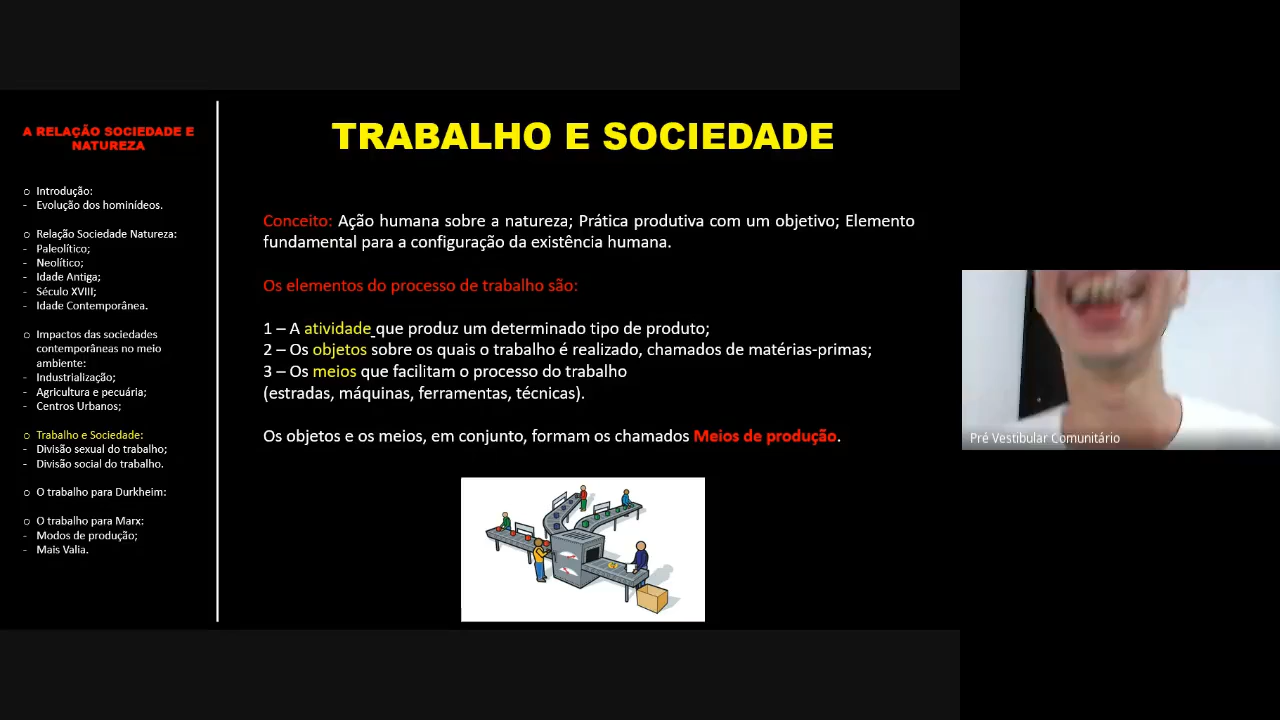 A RELAÇÃO SOCIEDADE E
NATUREZA
o Introdução:
- Evolução dos hominídeos.
o Relação Sociedade Natureza:
- Paleolítico;
- Neolítico;
- Idade Antiga;
- Século XVIII;
- Idade Contemporânea.
o Impactos das sociedades
contemporâneas no meio
ambiente:
- Industrialização;
- Agricultura e pecuária;
- Centros Urbanos;
o Trabalho e Sociedade:
- Divisão sexual do trabalho;
- Divisão social do trabalho.
o O trabalho para Durkheim:
o O trabalho para Marx:
- Modos de produção;
- Mais Valia.
TRABALHO E SOCIEDADE
Conceito: Ação humana sobre a natureza; Prática produtiva com um objetivo; Elemento
fundamental para a configuração da existência humana.
Os elementos do processo de trabalho são:
1 – A atividade que produz um determinado tipo de produto;
2 – Os objetos sobre os quais o trabalho é realizado, chamados de matérias-primas;
3 – Os meios que facilitam o processo do trabalho
(estradas, máquinas, ferramentas, técnicas).
Os objetos e os meios, em conjunto, formam os chamados Meios de produção.
Pré Vestibular Comunitário